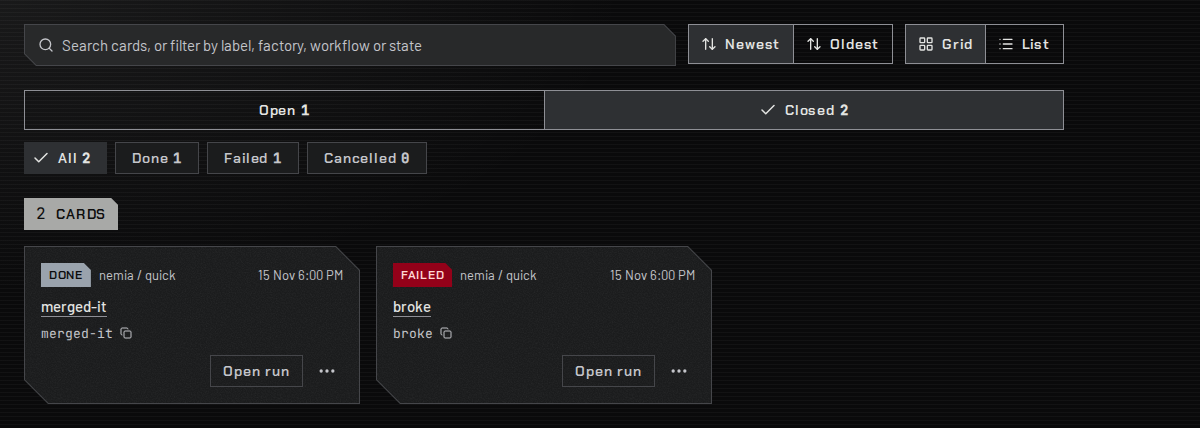 Search cards, or filter by label, factory, workflow or state
Newest
Oldest
Grid
List
Open 1
Closed 2
All 2
Done 1
Failed 1
Cancelled 0
2 CARDS
DONE nemia / quick 15 Nov 6:00 PM
merged-it
merged-it
Open run
FAILED nemia / quick 15 Nov 6:00 PM
broke
broke
Open run